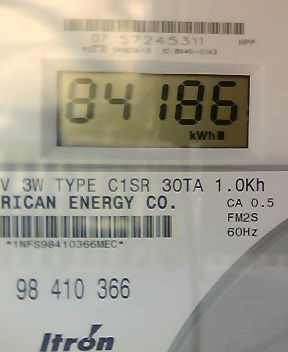 07 57245311 HPP
84186
kWh
V 3W TYPE C1SR 30TA 1.0Kh
RICAN ENERGY CO. CA 0.5
FM2S
*1NFS98410366MEC* 60Hz
98 410 366
Itron